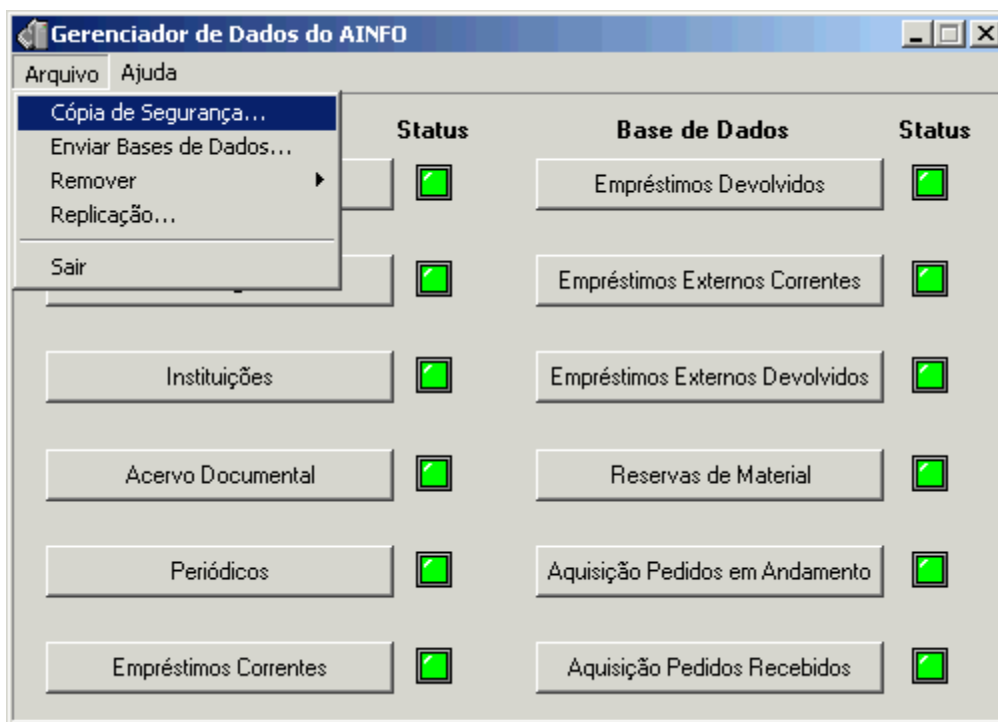 Gerenciador de Dados do AINFO
Arquivo Ajuda
Cópia de Segurança...
Enviar Bases de Dados...
Remover
Replicação...
Sair
Status Base de Dados Status
Empréstimos Devolvidos
Empréstimos Externos Correntes
Instituições Empréstimos Externos Devolvidos
Acervo Documental Reservas de Material
Periódicos Aquisição Pedidos em Andamento
Empréstimos Correntes Aquisição Pedidos Recebidos